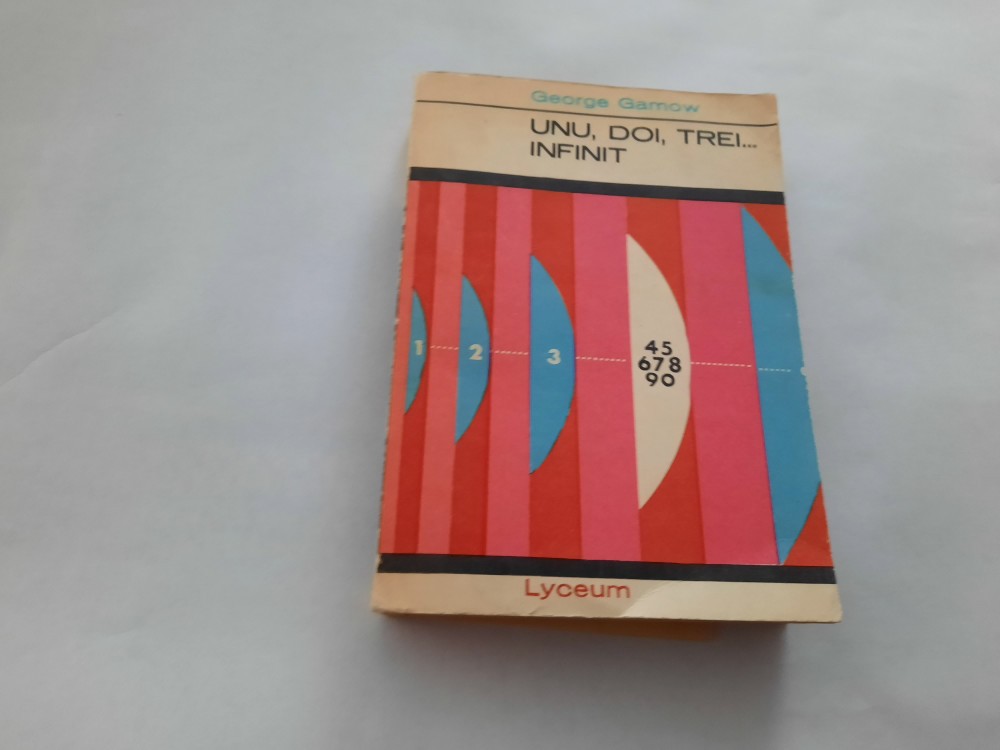 George Gamow
UNU, DOI, TREI...
INFINIT
1 2 3
45
678
90
Lyceum